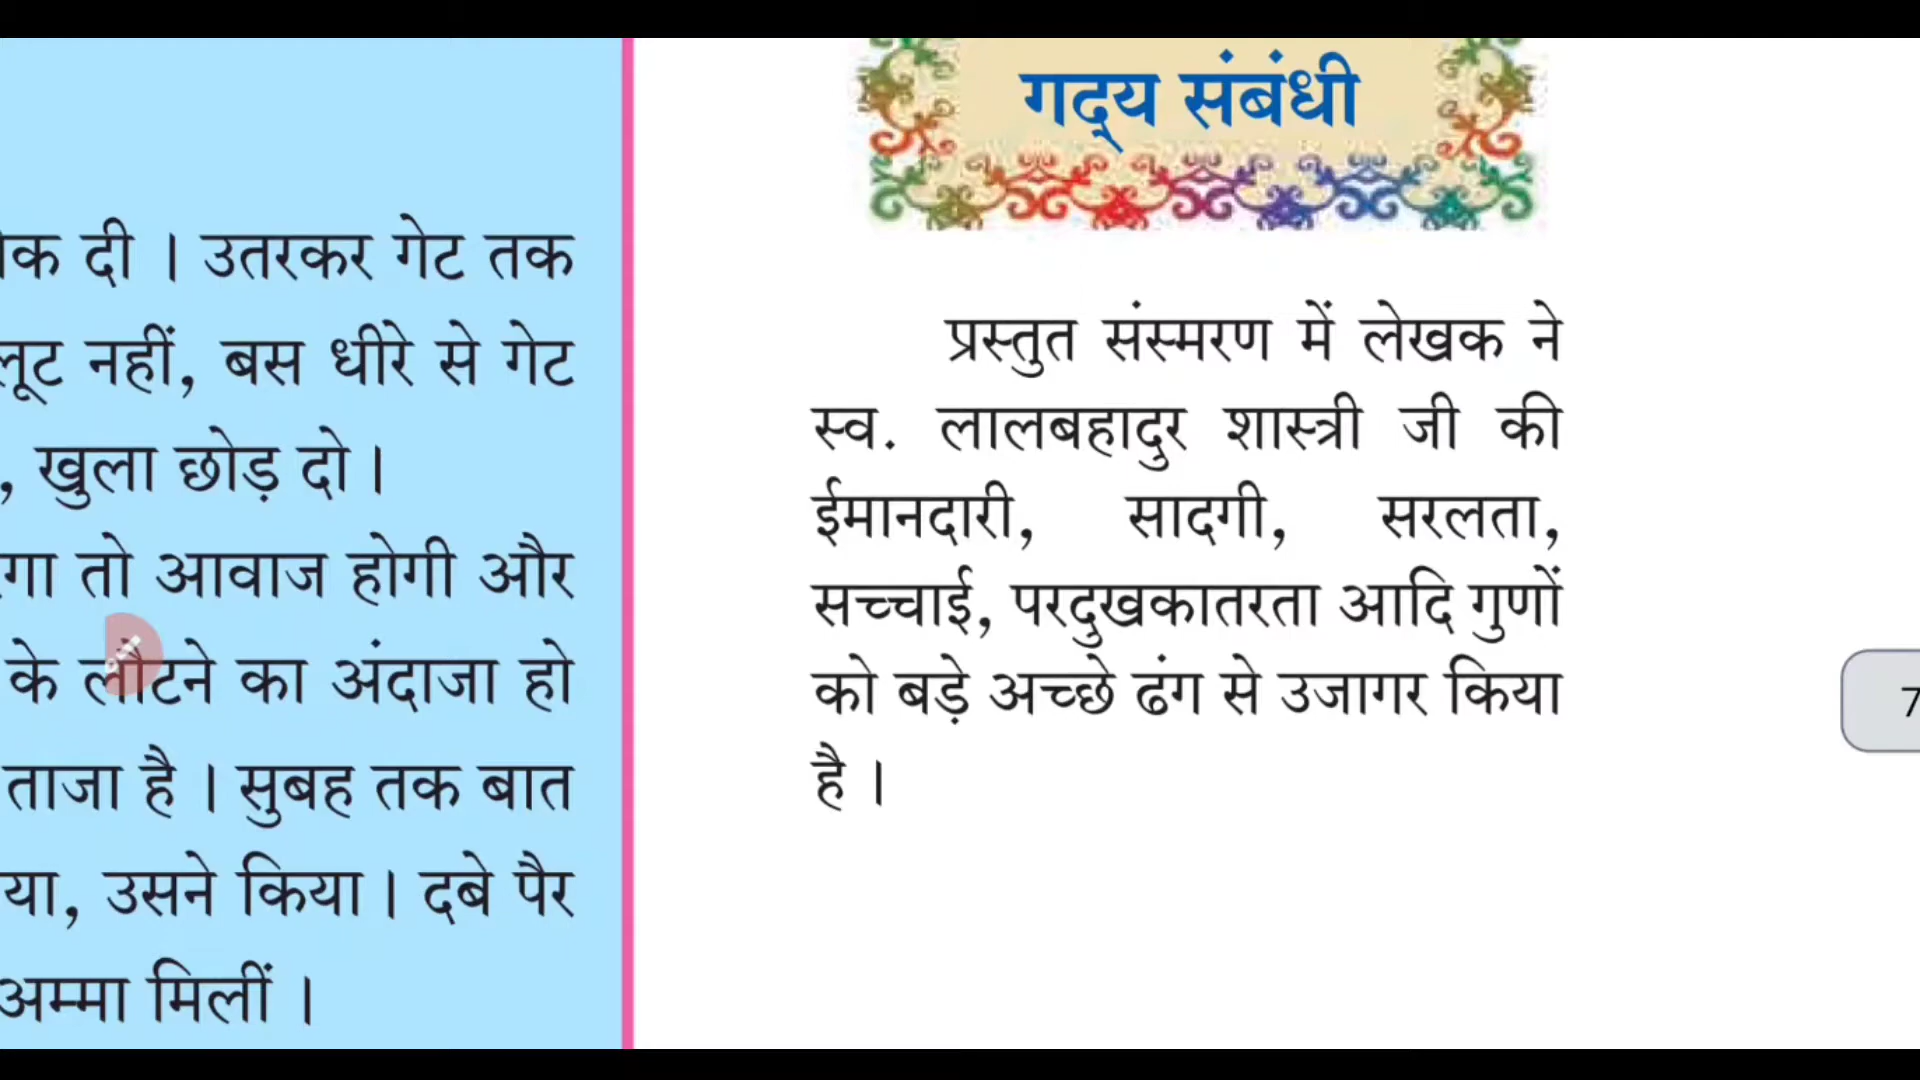 दी । उतरकर गेट तक
नहीं, बस धीरे से गेट
, खुला छोड़ दो ।
तो आवाज होगी और
के लौटने का अंदाजा हो
ताजा है । सुबह तक बात
, उसने किया । दबे पैर
अम्मा मिलीं ।
गद्‌य संबंधी
प्रस्तुत संस्मरण में लेखक ने
स्व. लालबहादुर शास्त्री जी की
ईमानदारी, सादगी, सरलता,
सच्चाई, परदुखकातरता आदि गुणों
को बड़े अच्छे ढंग से उजागर किया
है ।
7